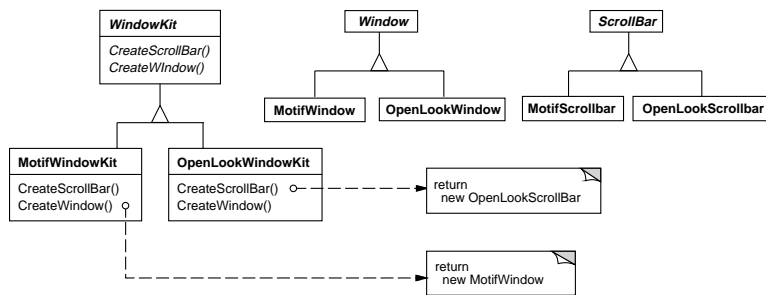 WindowKit
CreateScrollBar()
CreateWIndow()
Window
MotifWindow
OpenLookWindow
ScrollBar
MotifScrollbar
OpenLookScrollbar
MotifWindowKit
CreateScrollBar()
CreateWindow()
OpenLookWindowKit
CreateScrollBar()
CreateWindow()
return
new OpenLookScrollBar
return
new MotifWindow